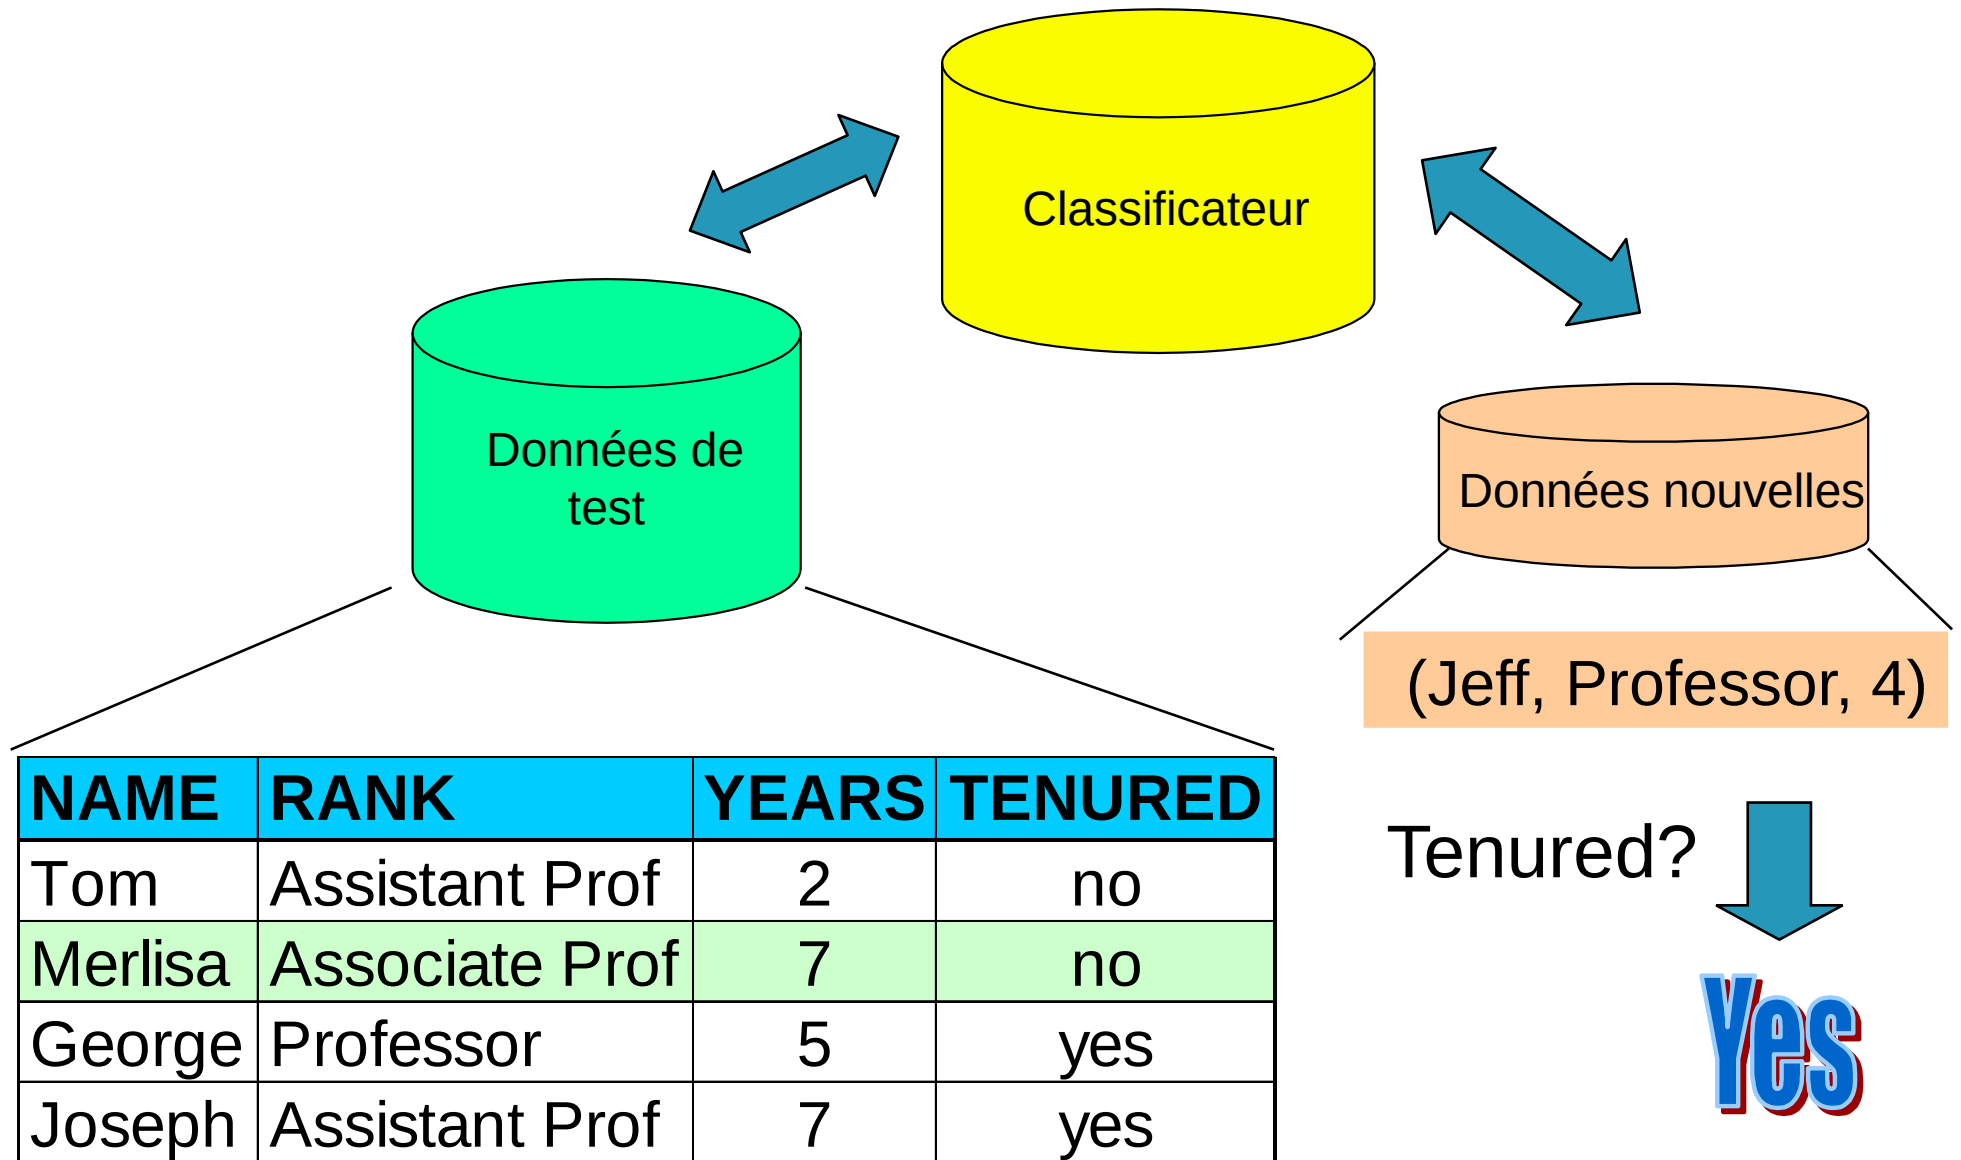 Classificateur
Données de
test
Données nouvelles
(Jeff, Professor, 4)
NAME RANK YEARS TENURED
Tom Assistant Prof 2 no
Merlisa Associate Prof 7 no
George Professor 5 yes
Joseph Assistant Prof 7 yes
Tenured?
Yes